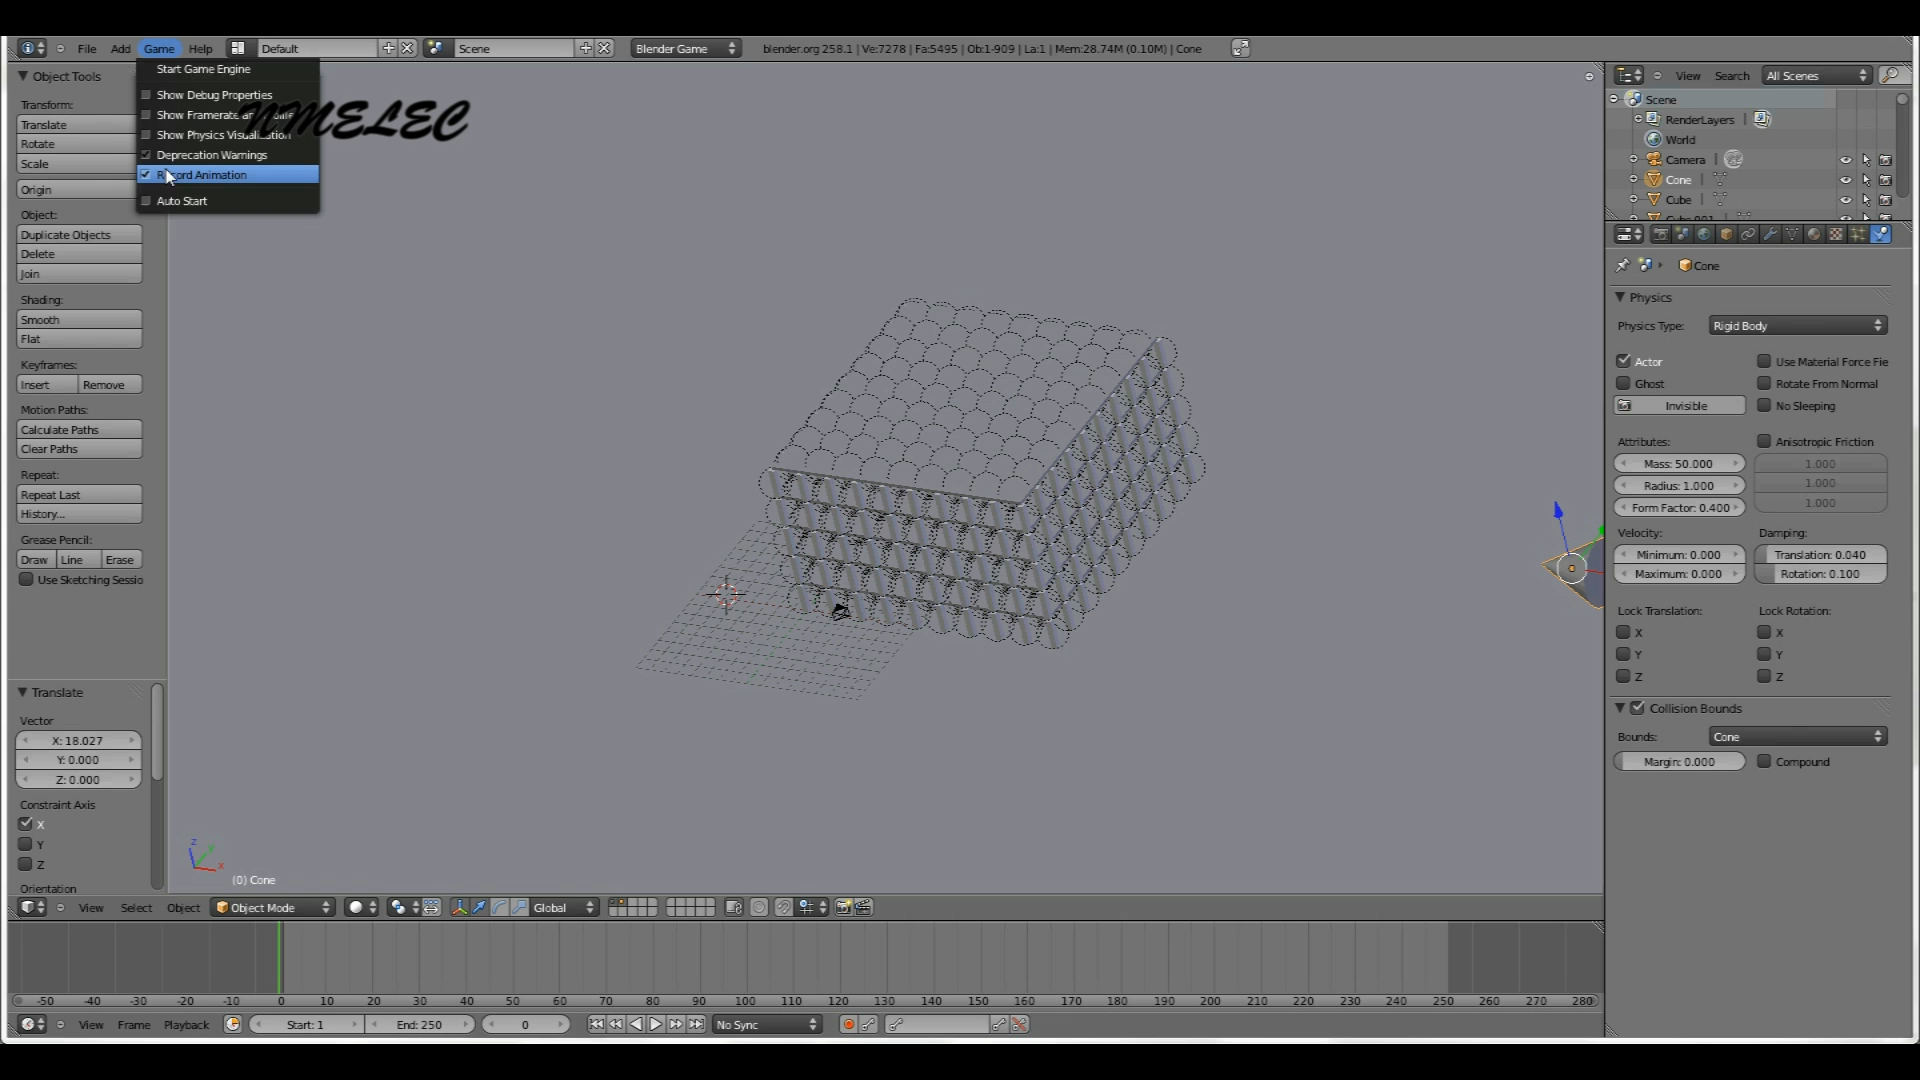 File Add Game Help Default Scene Blender Game blender.org 258.1 | Ve:7278 | Fa:5495 | Ob:1-909 | La:1 | Mem:28.74M (0.10M) | Cone
Object Tools
Transform:
Translate
Rotate
Scale
Origin
Object:
Duplicate Objects
Delete
Join
Shading:
Smooth
Flat
Keyframes:
Insert Remove
Motion Paths:
Calculate Paths
Clear Paths
Repeat:
Repeat Last
History...
Grease Pencil:
Draw Line Erase
Use Sketching Sessio
Start Game Engine
Show Debug Properties
Show Framerate
Show Physics Visualization
Deprecation Warnings
Record Animation
Auto Start
NMELEC
Translate
Vector
X: 18.027
Y: 0.000
Z: 0.000
Constraint Axis
X
Y
Z
Orientation
z
x
(0) Cone
View Search All Scenes
Scene
RenderLayers |
World
Camera |
Cone |
Cube |
Cube.001
Cone
Physics
Physics Type: Rigid Body
Actor Use Material Force Fie
Ghost Rotate From Normal
Invisible No Sleeping
Attributes: Anisotropic Friction
Mass: 50.000 1.000
Radius: 1.000 1.000
Form Factor: 0.400 1.000
Velocity: Damping:
Minimum: 0.000 Translation: 0.040
Maximum: 0.000 Rotation: 0.100
Lock Translation: Lock Rotation:
X X
Y Y
Z Z
Collision Bounds
Bounds: Cone
Margin: 0.000 Compound
View Select Object Object Mode Global
-50 -40 -30 -20 -10 0 10 20 30 40 50 60 70 80 90 100 110 120 130 140 150 160 170 180 190 200 210 220 230 240 250 260 270 280
View Frame Playback Start: 1 End: 250 0 No Sync